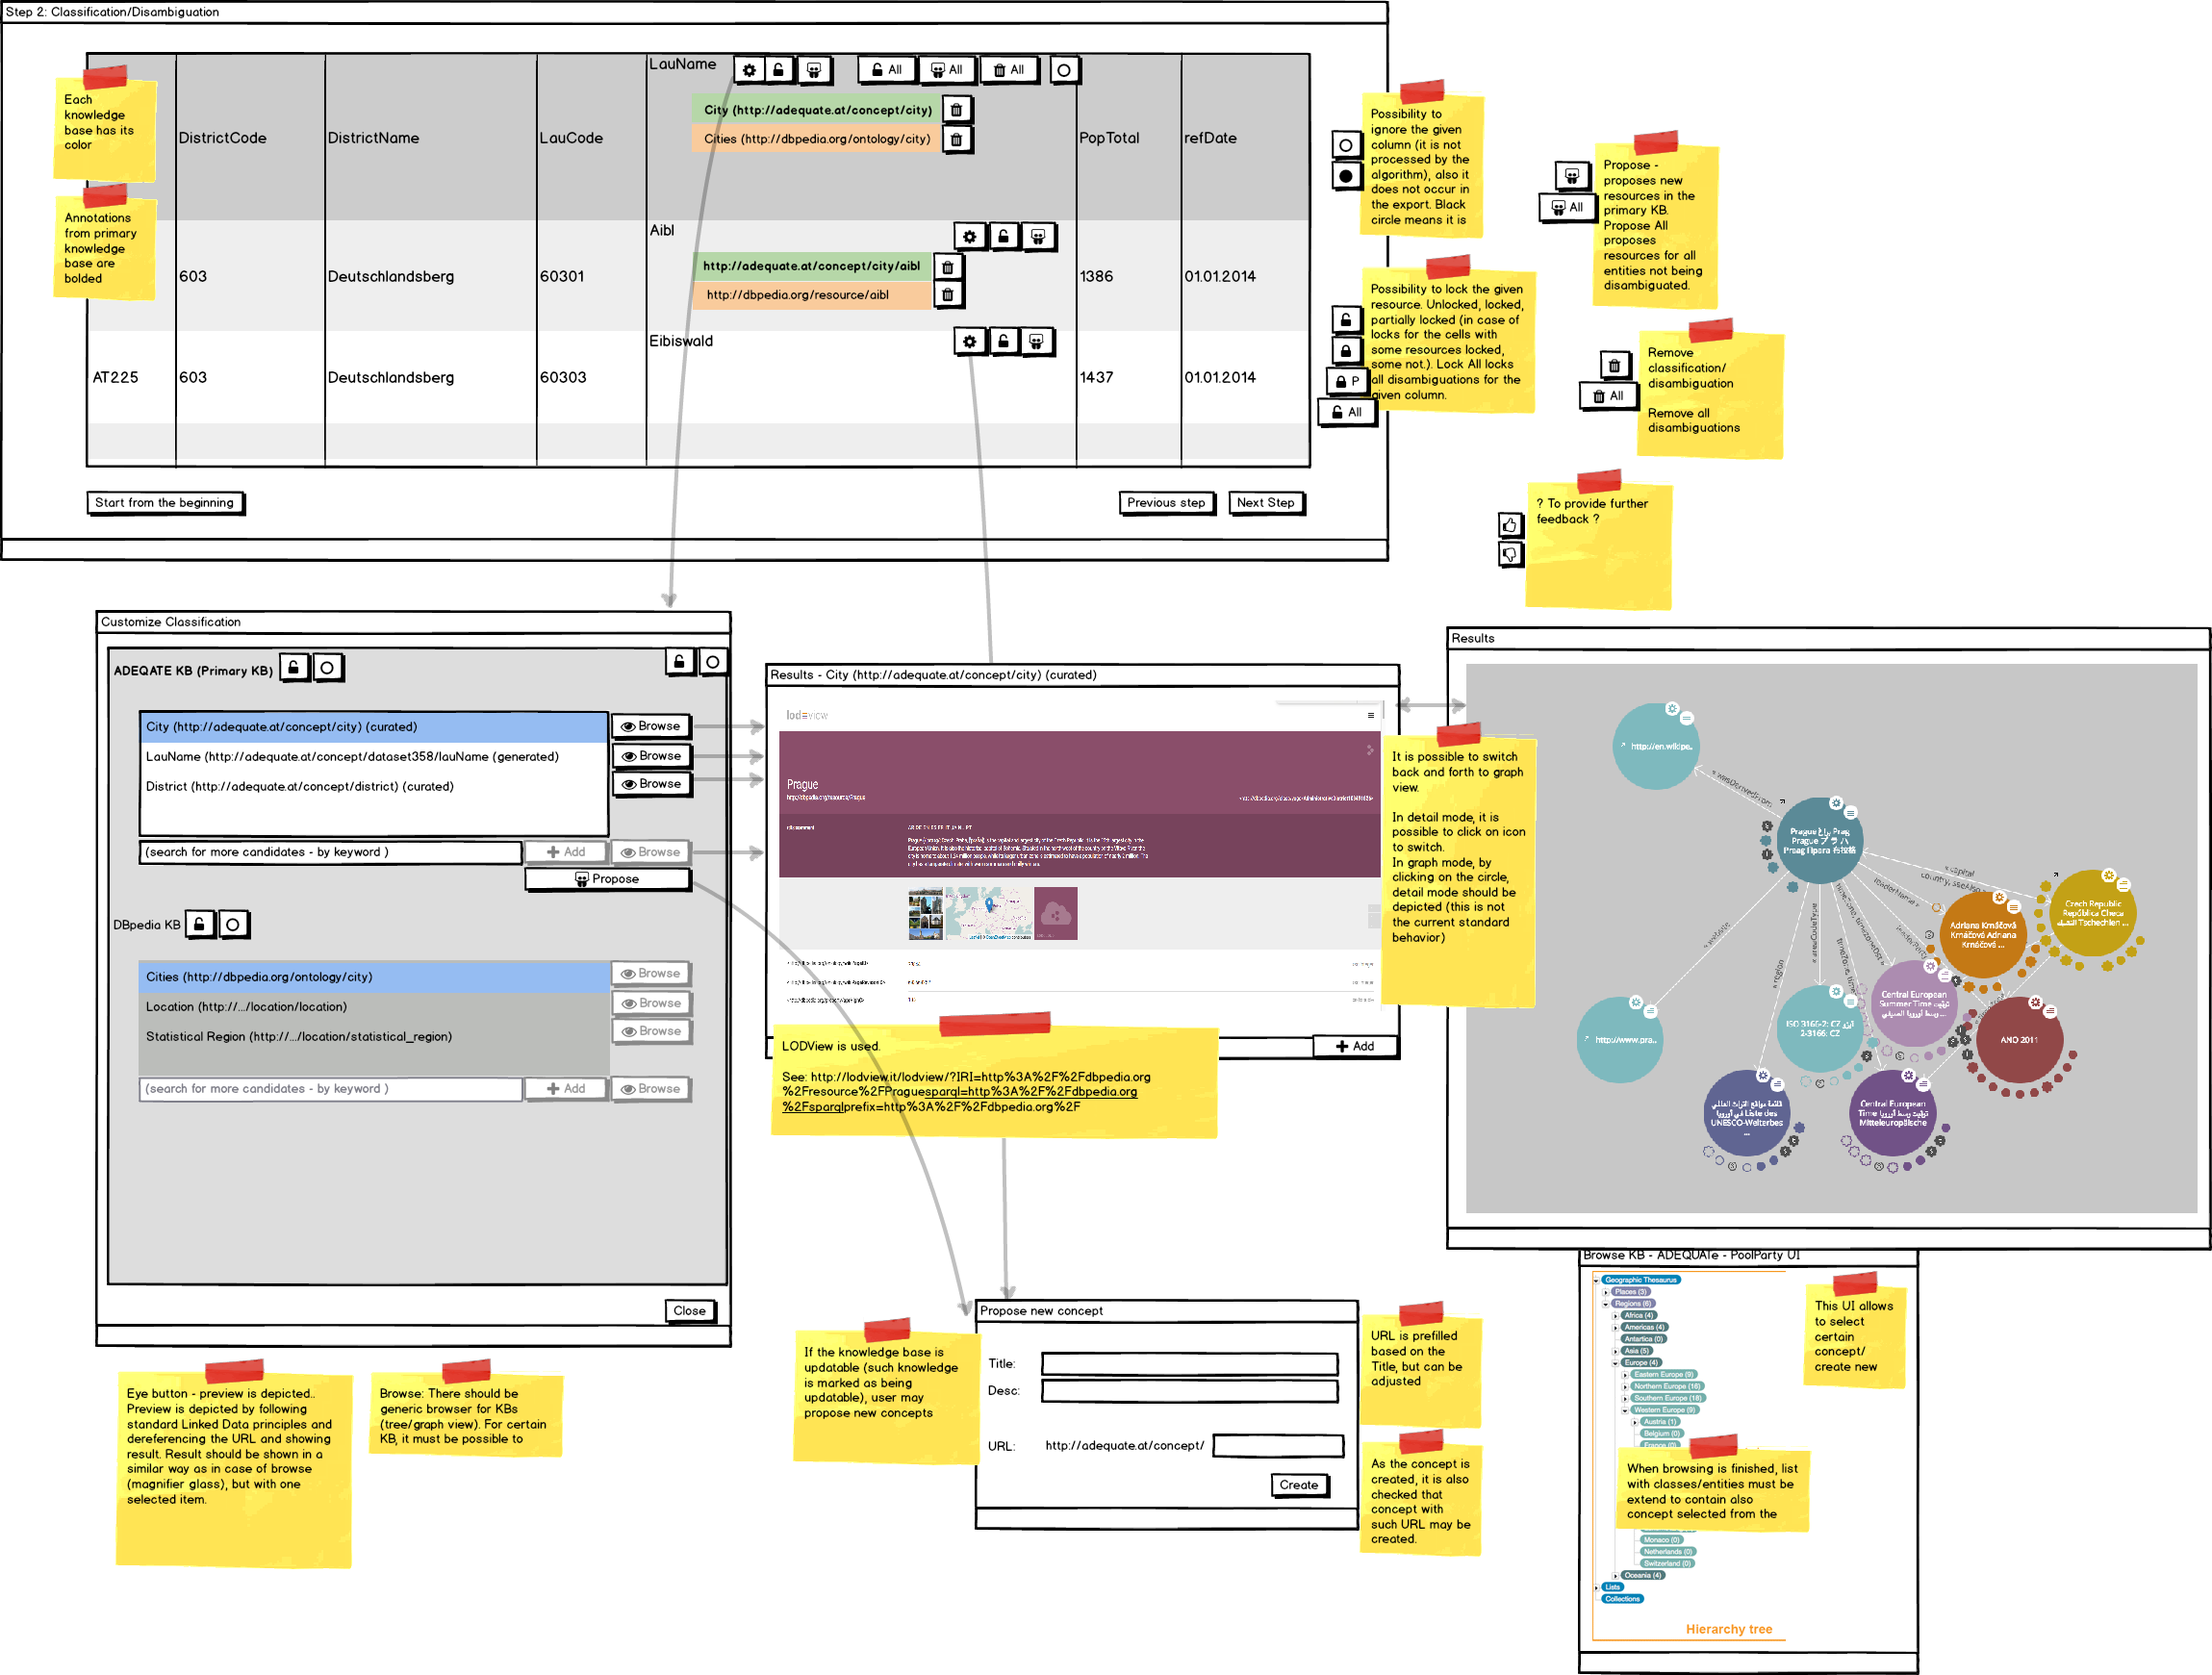 Step 2: Classification/Disambiguation
Each
knowledge
base has its
color
Annotations
from primary
knowledge
base are
bolded
DistrictCode
DistrictName
LauCode
LauName
All
All
All
City (http://adequate.at/concept/city)
Cities (http://dbpedia.org/ontology/city)
PopTotal
refDate
603
Deutschlandsberg
60301
Aibl
http://adequate.at/concept/city/aibl
http://dbpedia.org/resource/aibl
1386
01.01.2014
AT225
603
Deutschlandsberg
60303
Eibiswald
1437
01.01.2014
Start from the beginning
Previous step
Next Step
Possibility to
ignore the given
column (it is not
processed by the
algorithm), also it
does not occur in
the export. Black
circle means it is
Possibility to lock the given
resource. Unlocked, locked,
partially locked (in case of
locks for the cells with
some resources locked,
some not.). Lock All locks
all disambiguations for the
given column.
P
All
All
Propose -
proposes new
resources in the
primary KB.
Propose All
proposes
resources for all
entities not being
disambiguated.
All
Remove
classification/
disambiguation
Remove all
disambiguations
? To provide further
feedback ?
Customize Classification
ADEQATE KB (Primary KB)
City (http://adequate.at/concept/city) (curated)
Browse
LauName (http://adequate.at/concept/dataset358/lauName (generated)
Browse
District (http://adequate.at/concept/district) (curated)
Browse
(search for more candidates - by keyword )
Add
Browse
Propose
DBpedia KB
Cities (http://dbpedia.org/ontology/city)
Browse
Location (http://.../location/location)
Browse
Statistical Region (http://.../location/statistical_region)
Browse
(search for more candidates - by keyword )
Add
Browse
Close
Results - City (http://adequate.at/concept/city) (curated)
lod≡view
Prague
http://dbpedia.org/resource/Prague
Add
LODView is used.
See: http://lodview.it/lodview/?IRI=http%3A%2F%2Fdbpedia.org
%2Fresource%2FPraguesparql=http%3A%2F%2Fdbpedia.org
%2Fsparqlprefix=http%3A%2F%2Fdbpedia.org%2F
It is possible to switch
back and forth to graph
view.
In detail mode, it is
possible to click on icon
to switch.
In graph mode, by
clicking on the circle,
detail mode should be
depicted (this is not
the current standard
behavior)
Results
http://en.wikipe..
wasDerivedFrom
capital
leaderName
website
region
areaCodeType
Czech Republic
República Checa
Adriana Krnáčová
Krnáčová Adriana
Krnáčová ...
Central European
Summer Time
ISO 3166-2: CZ
2-3166: CZ
http://www.pra..
ANO 2011
Liste des
UNESCO-Welterbes
...
Central European
Time
Mitteleuropäische
Browse KB - ADEQUATe - PoolParty UI
Geographic Thesaurus
Places (3)
Regions (6)
Africa (4)
Americas (4)
Antartica (0)
Asia (5)
Europe (4)
Eastern Europe (9)
Northern Europe (16)
Southern Europe (18)
Western Europe (9)
Austria (1)
Belgium (0)
Monaco (0)
Netherlands (0)
Switzerland (0)
Oceania (4)
Lists
Collections
Hierarchy tree
This UI allows
to select
certain
concept/
create new
When browsing is finished, list
with classes/entities must be
extend to contain also
concept selected from the
Propose new concept
Title:
Desc:
URL:
http://adequate.at/concept/
Create
If the knowledge base is
updatable (such knowledge
is marked as being
updatable), user may
propose new concepts
URL is prefilled
based on the
Title, but can be
adjusted
As the concept is
created, it is also
checked that
concept with
such URL may be
created.
Eye button - preview is depicted..
Preview is depicted by following
standard Linked Data principles and
dereferencing the URL and showing
result. Result should be shown in a
similar way as in case of browse
(magnifier glass), but with one
selected item.
Browse: There should be
generic browser for KBs
(tree/graph view). For certain
KB, it must be possible to